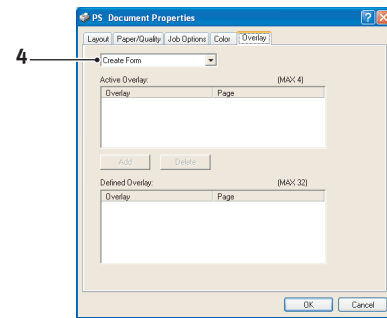 PS Document Properties
Layout Paper/Quality Job Options Color Overlay
4
Create Form
Active Overlay: (MAX 4)
Overlay Page
Add Delete
Defined Overlay: (MAX 32)
Overlay Page
OK Cancel